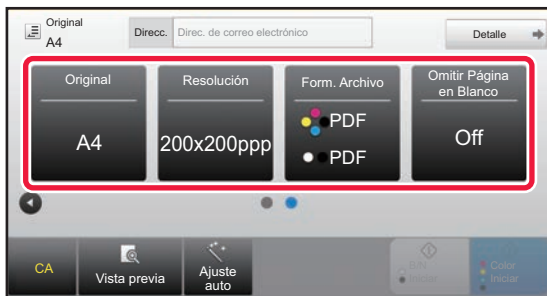 Original
A4
Direcc.
Direc. de correo electrónico
Detalle
Original
A4
Resolución
200x200ppp
Form. Archivo
PDF
PDF
Omitir Página
en Blanco
Off
CA
Vista previa
Ajuste
auto
B/N
Iniciar
Color
Iniciar